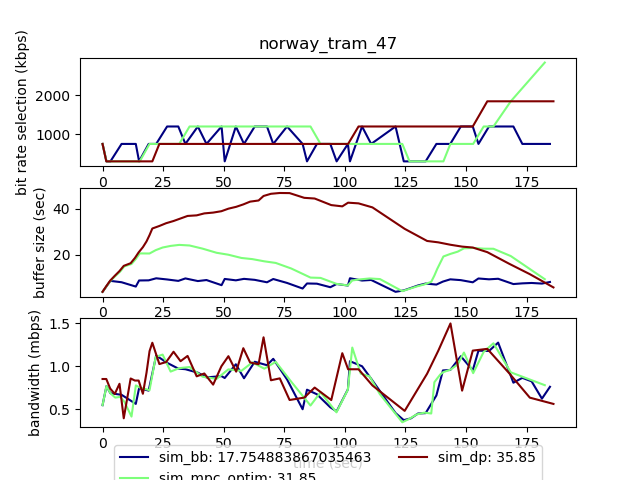 norway_tram_47
bit rate selection (kbps)
2000
1000
0 25 50 75 100 125 150 175
buffer size (sec)
40
20
0 25 50 75 100 125 150 175
bandwidth (mbps)
1.5
1.0
0.5
0 25 50 75 100 125 150 175
time (sec)
sim_bb: 17.754883867035463 sim_dp: 35.85
sim_mpc_optim: 31.85